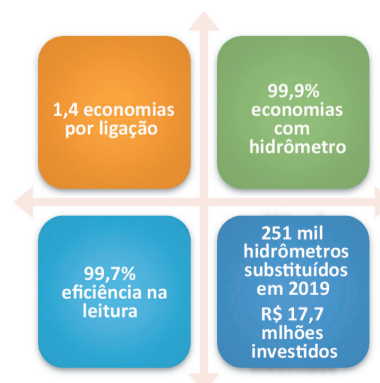 1,4 economias
por ligação
99,9%
economias
com
hidrômetro
99,7%
eficiência na
leitura
251 mil
hidrômetros
substituídos
em 2019
R$ 17,7
mlhões
investidos